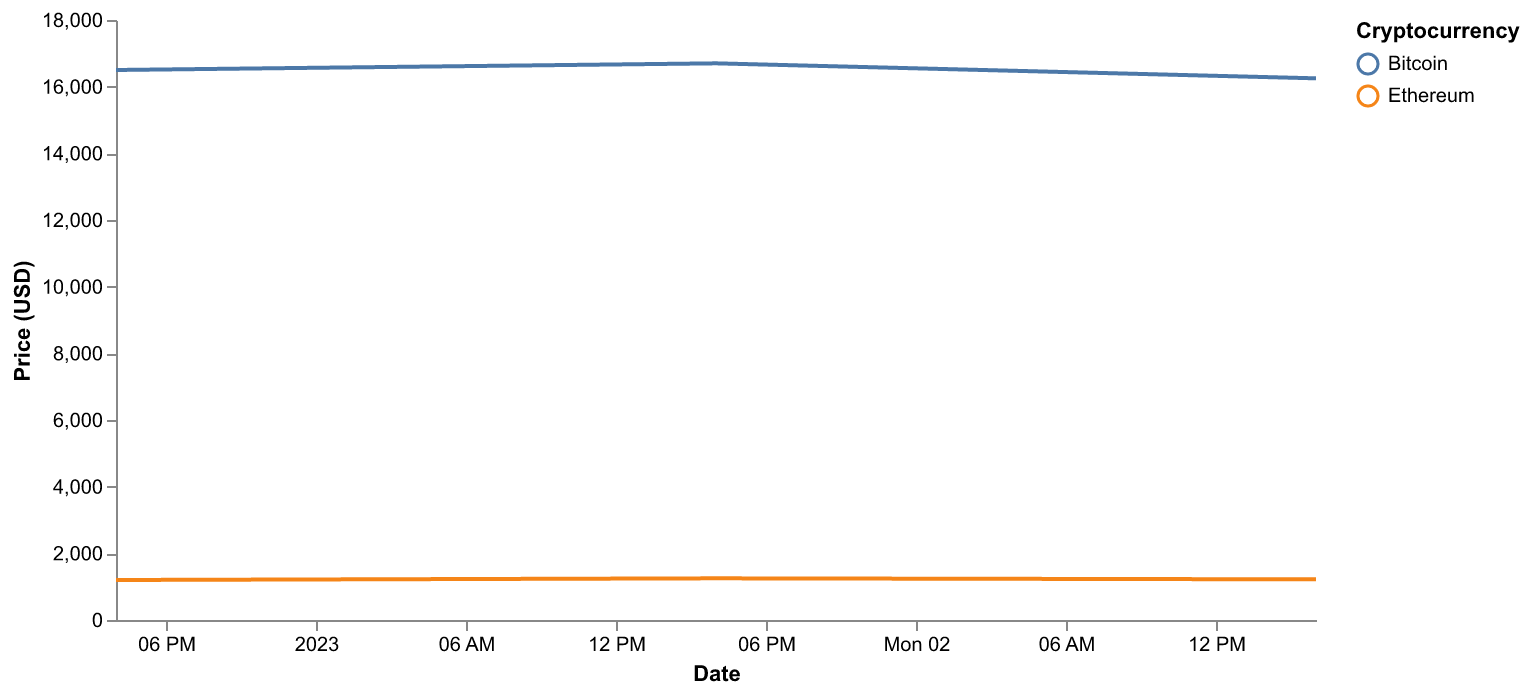 18,000
16,000
14,000
12,000
10,000
8,000
6,000
4,000
2,000
0
Price (USD)
06 PM 2023 06 AM 12 PM 06 PM Mon 02 06 AM 12 PM
Date
Cryptocurrency
Bitcoin
Ethereum